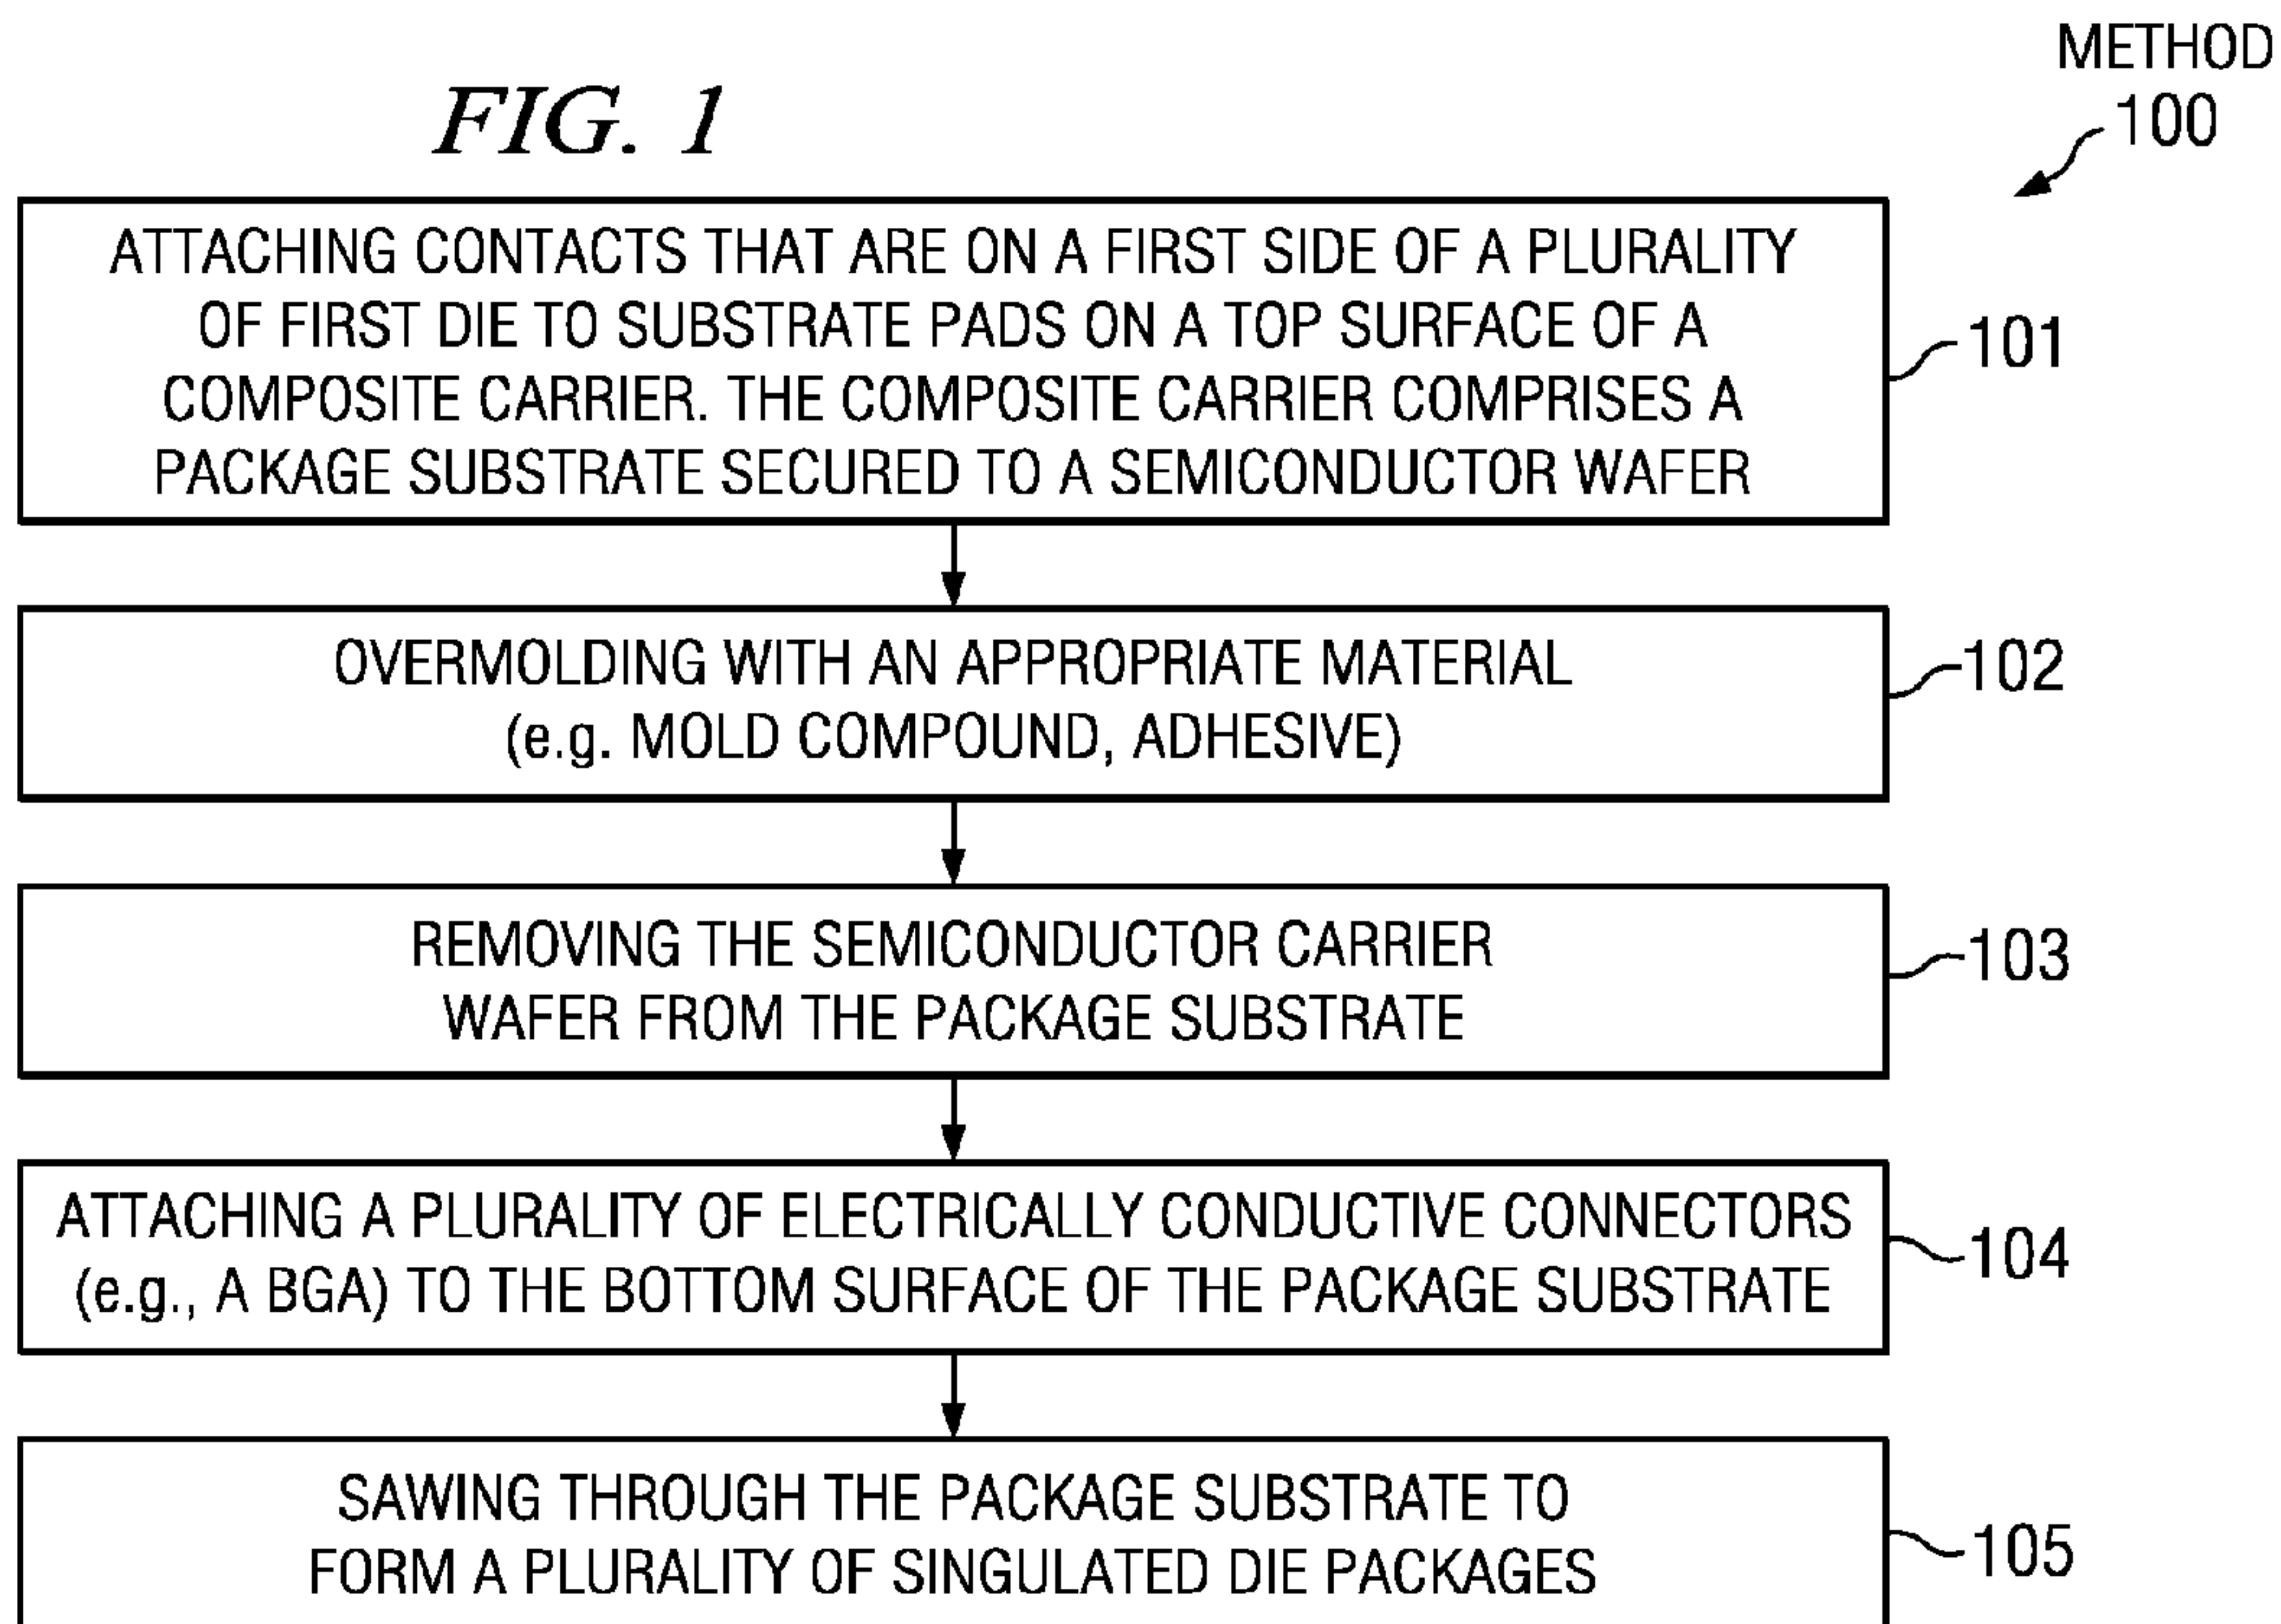 METHOD
100
FIG. 1
ATTACHING CONTACTS THAT ARE ON A FIRST SIDE OF A PLURALITY
OF FIRST DIE TO SUBSTRATE PADS ON A TOP SURFACE OF A
COMPOSITE CARRIER. THE COMPOSITE CARRIER COMPRISES A
PACKAGE SUBSTRATE SECURED TO A SEMICONDUCTOR WAFER
101
OVERMOLDING WITH AN APPROPRIATE MATERIAL
(e.g. MOLD COMPOUND, ADHESIVE)
102
REMOVING THE SEMICONDUCTOR CARRIER
WAFER FROM THE PACKAGE SUBSTRATE
103
ATTACHING A PLURALITY OF ELECTRICALLY CONDUCTIVE CONNECTORS
(e.g., A BGA) TO THE BOTTOM SURFACE OF THE PACKAGE SUBSTRATE
104
SAWING THROUGH THE PACKAGE SUBSTRATE TO
FORM A PLURALITY OF SINGULATED DIE PACKAGES
105